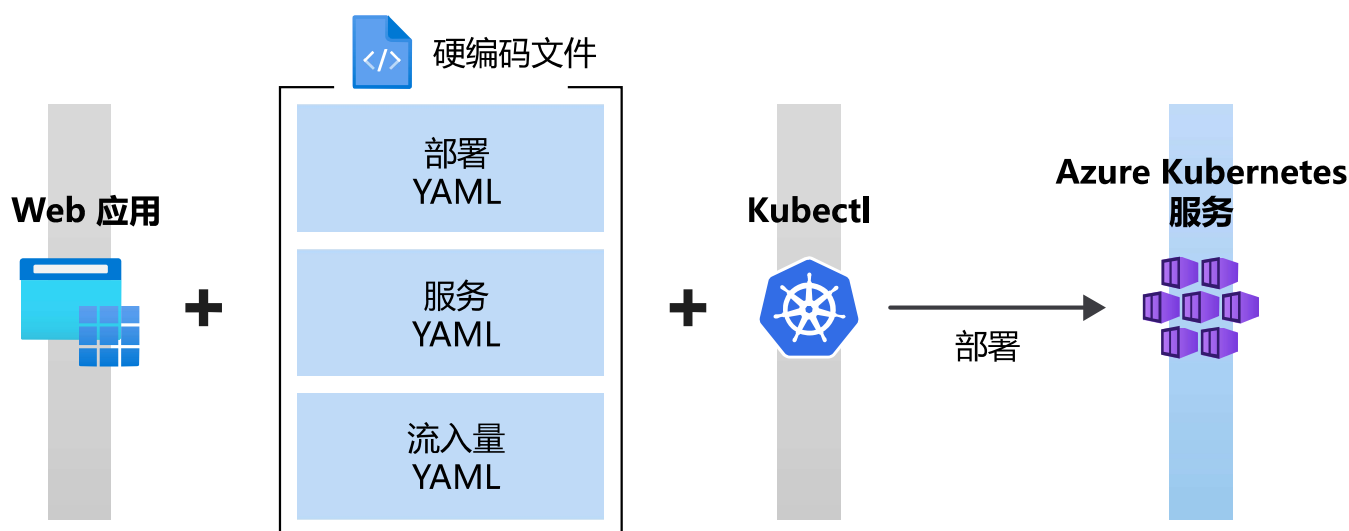 硬编码文件
Web 应用
部署
YAML
服务
YAML
流入量
YAML
Kubectl
部署
Azure Kubernetes
服务